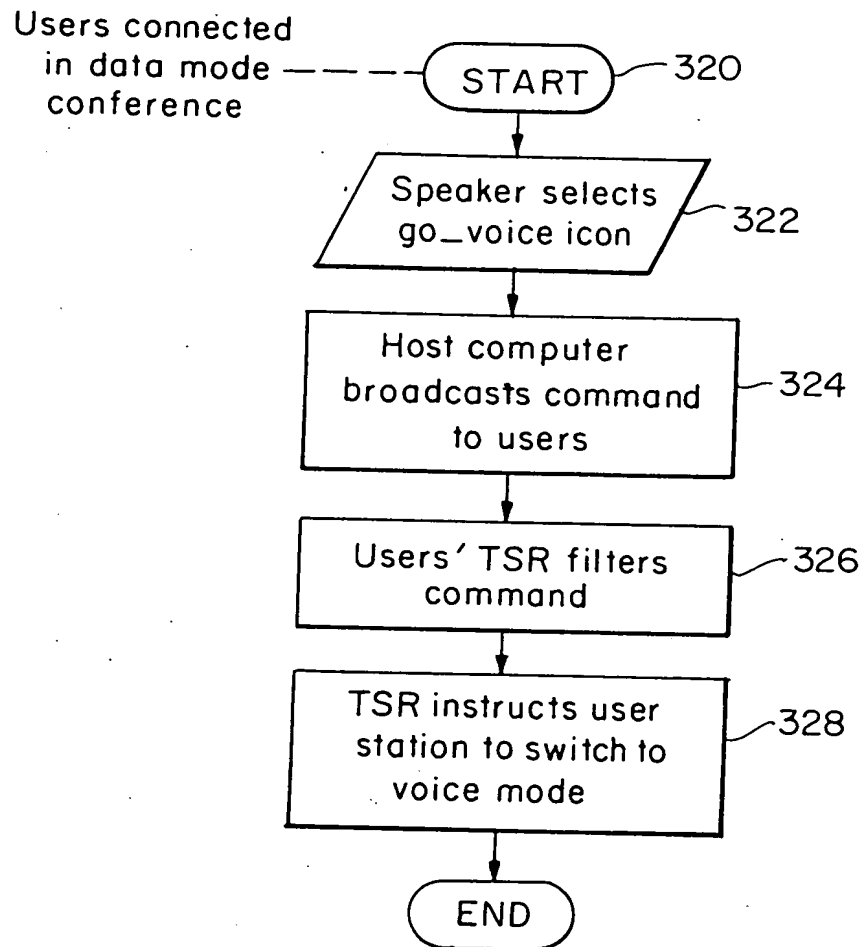 Users connected
in data mode
conference
START
320
Speaker selects
go_voice icon
322
Host computer
broadcasts command
to users
324
Users' TSR filters
command
326
TSR instructs user
station to switch to
voice mode
328
END